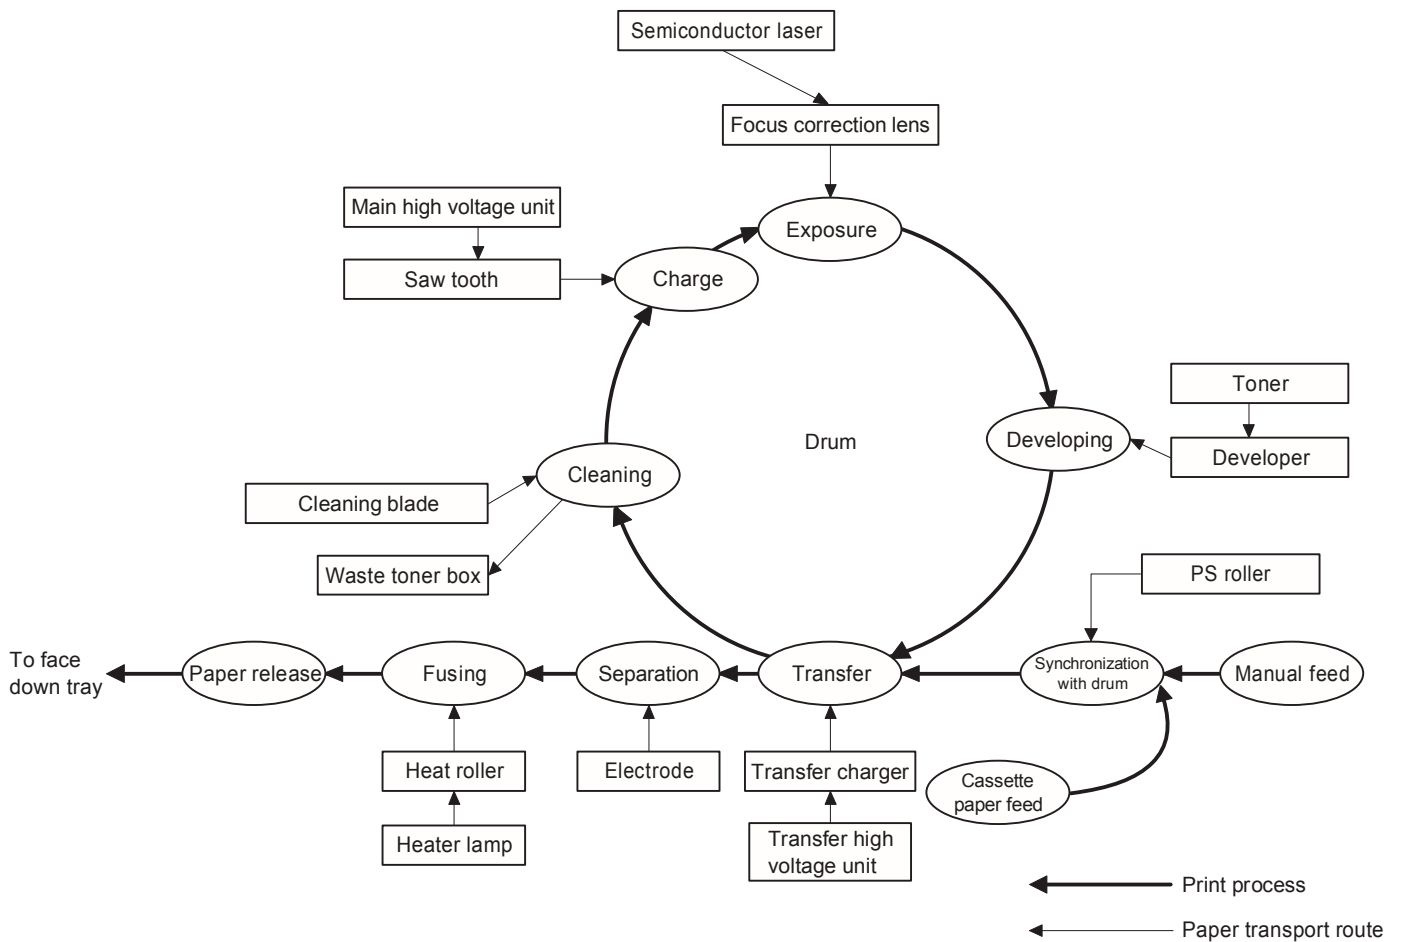 Semiconductor laser
Focus correction lens
Main high voltage unit
Exposure
Saw tooth
Charge
Toner
Drum
Developing
Developer
Cleaning
Cleaning blade
Waste toner box
PS roller
To face
down tray
Paper release
Fusing
Separation
Transfer
Synchronization
with drum
Manual feed
Heat roller
Electrode
Transfer charger
Cassette
paper feed
Heater lamp
Transfer high
voltage unit
Print process
Paper transport route